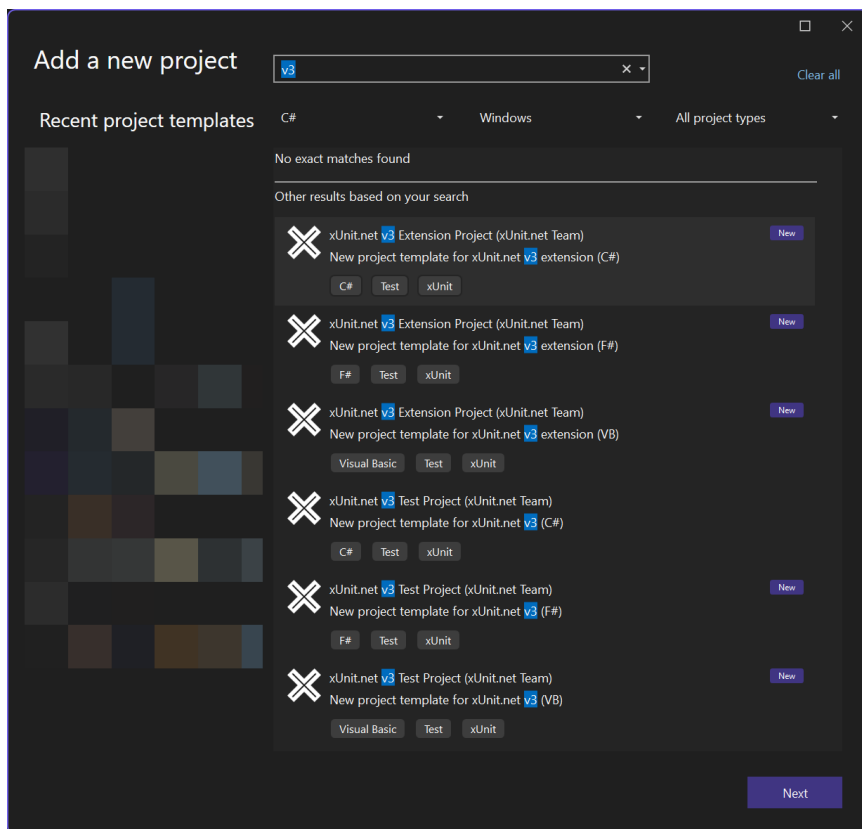 Add a new project
v3
Clear all
Recent project templates
C#
Windows
All project types
No exact matches found
Other results based on your search
xUnit.net v3 Extension Project (xUnit.net Team)
New
New project template for xUnit.net v3 extension (C#)
C# Test xUnit
xUnit.net v3 Extension Project (xUnit.net Team)
New
New project template for xUnit.net v3 extension (F#)
F# Test xUnit
xUnit.net v3 Extension Project (xUnit.net Team)
New
New project template for xUnit.net v3 extension (VB)
Visual Basic Test xUnit
xUnit.net v3 Test Project (xUnit.net Team)
New project template for xUnit.net v3 (C#)
C# Test xUnit
xUnit.net v3 Test Project (xUnit.net Team)
New
New project template for xUnit.net v3 (F#)
F# Test xUnit
xUnit.net v3 Test Project (xUnit.net Team)
New
New project template for xUnit.net v3 (VB)
Visual Basic Test xUnit
Next